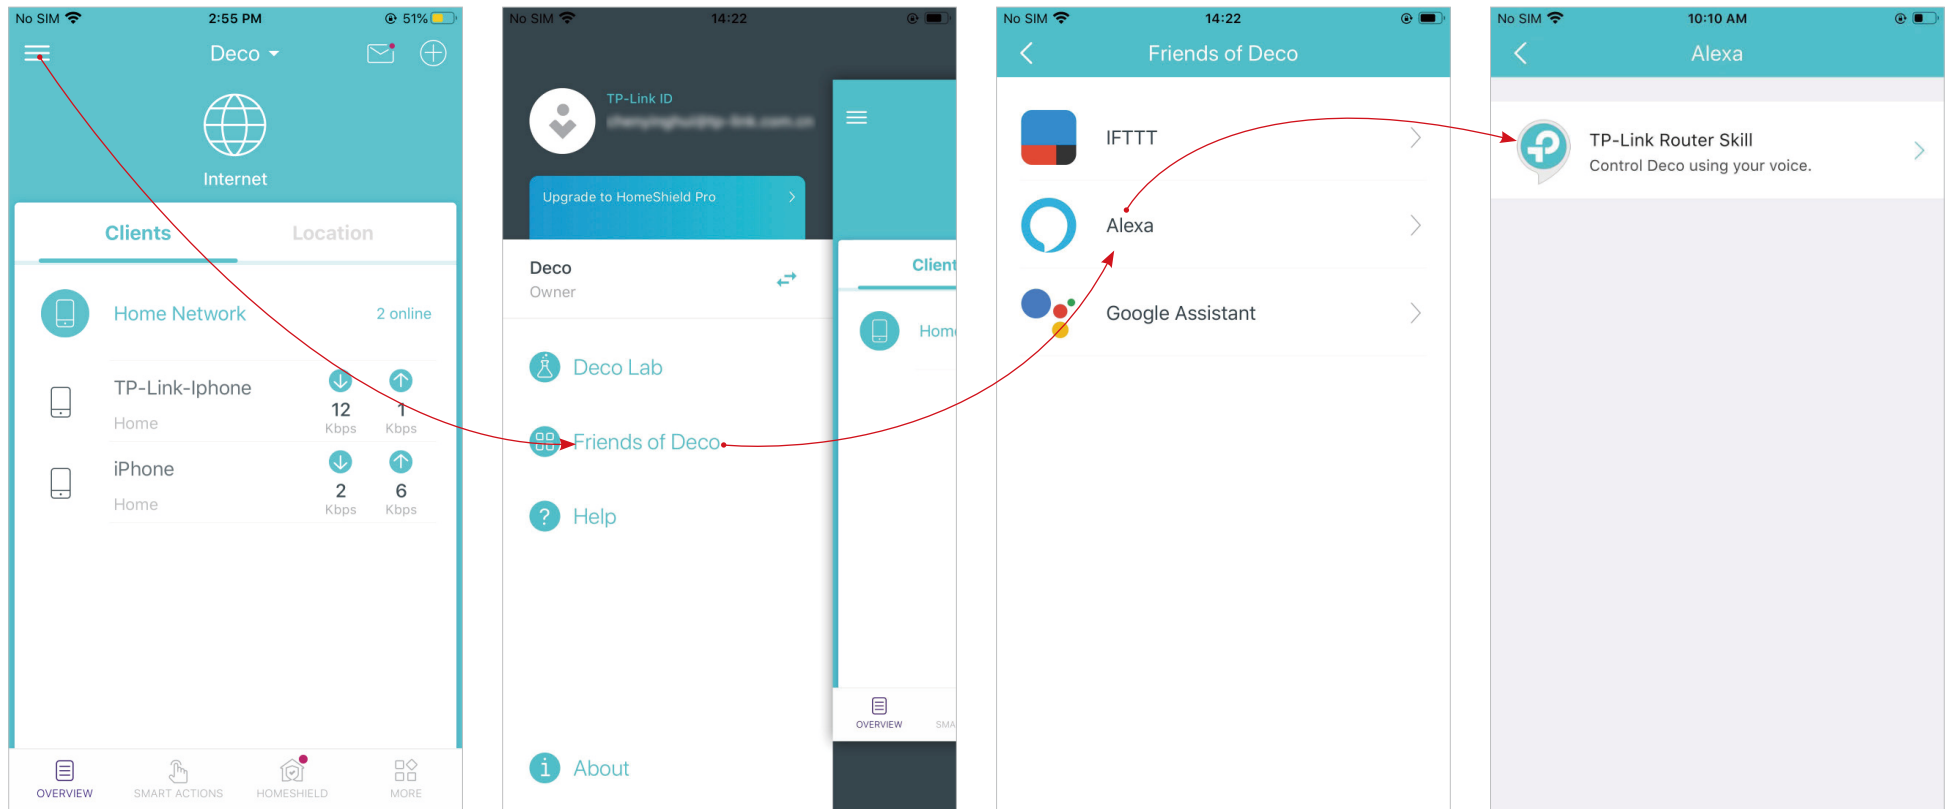 No SIM
2:55 PM
51%
Deco
Internet
Clients
Location
Home Network
2 online
TP-Link-Iphone
Home
12
Kbps
1
Kbps
iPhone
Home
2
Kbps
6
Kbps
OVERVIEW
SMART ACTIONS
HOMESHIELD
MORE
No SIM
14:22
TP-Link ID
Upgrade to HomeShield Pro
Deco
Owner
Deco Lab
Friends of Deco
Help
About
Client
Hom
OVERVIEW
SMA
No SIM
14:22
Friends of Deco
IFTTT
Alexa
Google Assistant
No SIM
10:10 AM
Alexa
TP-Link Router Skill
Control Deco using your voice.